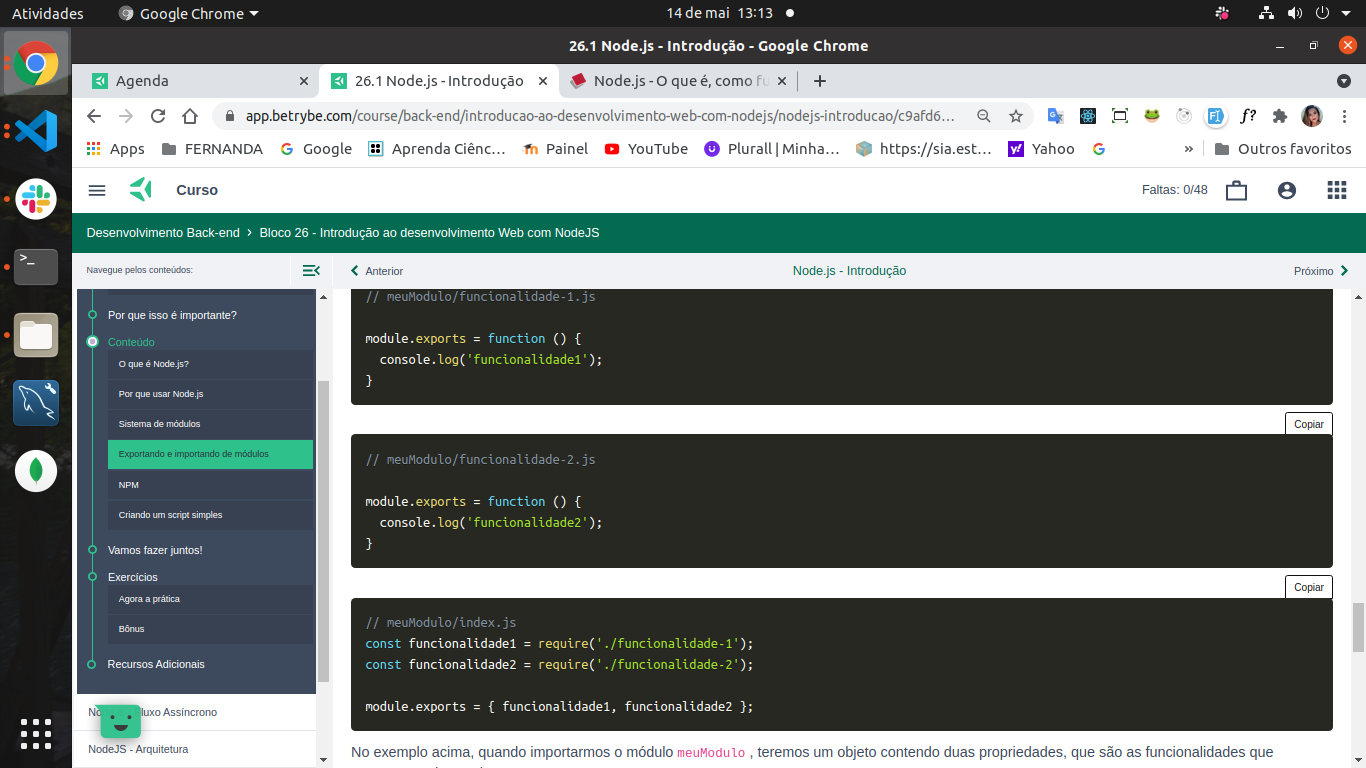 Atividades
Google Chrome
14 de mai 13:13
26.1 Node.js - Introdução - Google Chrome
Agenda
26.1 Node.js - Introdução
Node.js - O que é, como fu
app.betrybe.com/course/back-end/introducao-ao-desenvolvimento-web-com-nodejs/nodejs-introducao/c9afd6…
Apps
FERNANDA
Google
Aprenda Ciênc…
Painel
YouTube
Plurall | Minha…
https://sia.est…
Yahoo
»
Outros favoritos
Curso
Faltas: 0/48
Desenvolvimento Back-end › Bloco 26 - Introdução ao desenvolvimento Web com NodeJS
Navegue pelos conteúdos:
Anterior
Node.js - Introdução
Próximo
Por que isso é importante?
Conteúdo
O que é Node.js?
Por que usar Node.js
Sistema de módulos
Exportando e importando de módulos
NPM
Criando um script simples
Vamos fazer juntos!
Exercícios
Agora a prática
Bônus
Recursos Adicionais
luxo Assíncrono
NodeJS - Arquitetura
// meuModulo/funcionalidade-1.js
module.exports = function () {
console.log('funcionalidade1');
}
Copiar
// meuModulo/funcionalidade-2.js
module.exports = function () {
console.log('funcionalidade2');
}
Copiar
// meuModulo/index.js
const funcionalidade1 = require('./funcionalidade-1');
const funcionalidade2 = require('./funcionalidade-2');
module.exports = { funcionalidade1, funcionalidade2 };
No exemplo acima, quando importarmos o módulo meuModulo , teremos um objeto contendo duas propriedades, que são as funcionalidades que